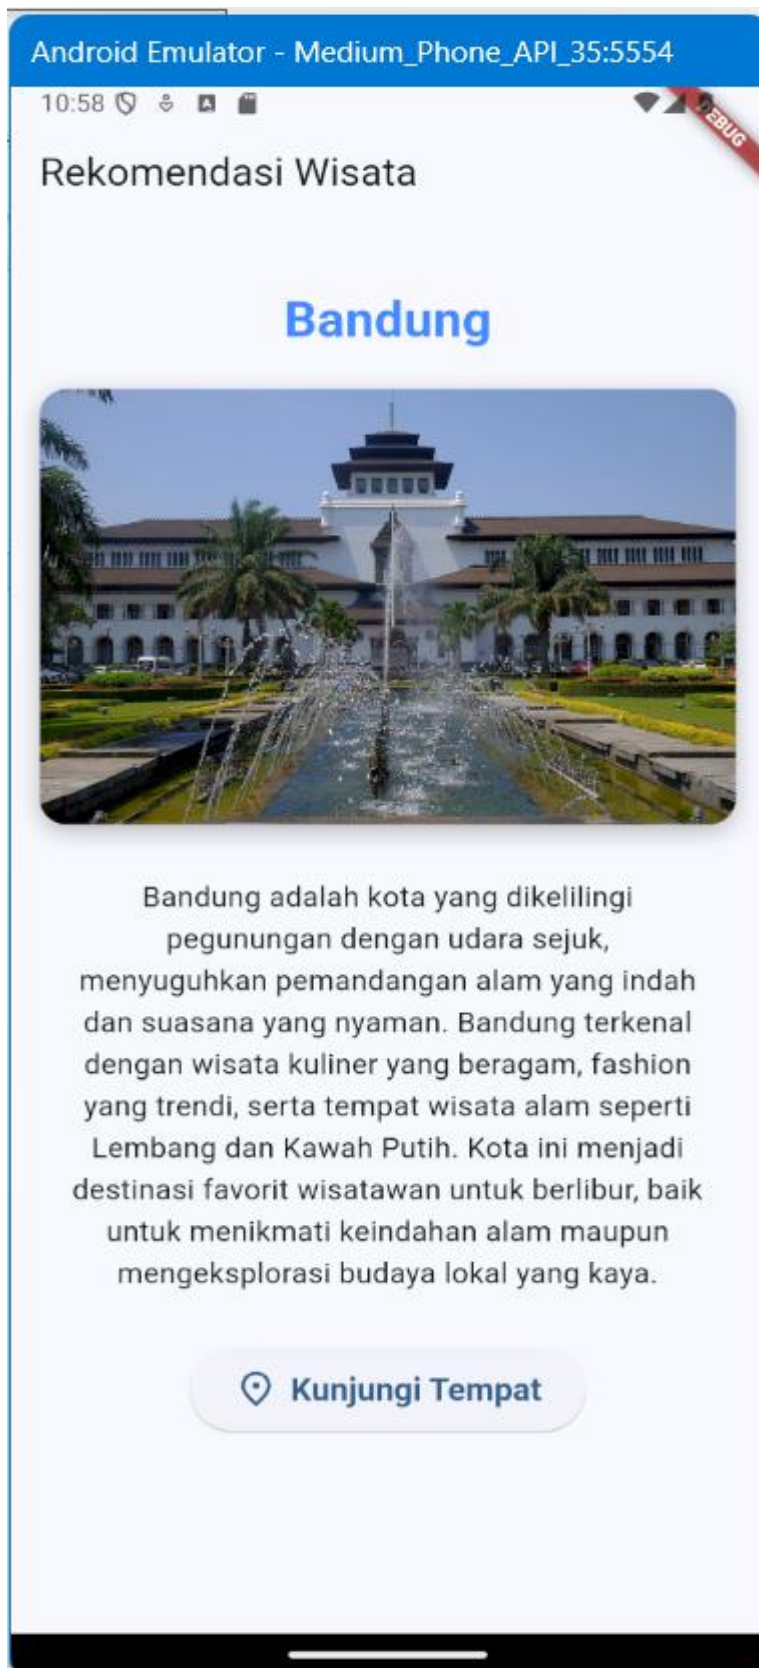 Android Emulator - Medium_Phone_API_35:5554
10:58
DEBUG
Rekomendasi Wisata
Bandung
Bandung adalah kota yang dikelilingi
pegunungan dengan udara sejuk,
menyuguhkan pemandangan alam yang indah
dan suasana yang nyaman. Bandung terkenal
dengan wisata kuliner yang beragam, fashion
yang trendi, serta tempat wisata alam seperti
Lembang dan Kawah Putih. Kota ini menjadi
destinasi favorit wisatawan untuk berlibur, baik
untuk menikmati keindahan alam maupun
mengeksplorasi budaya lokal yang kaya.
Kunjungi Tempat